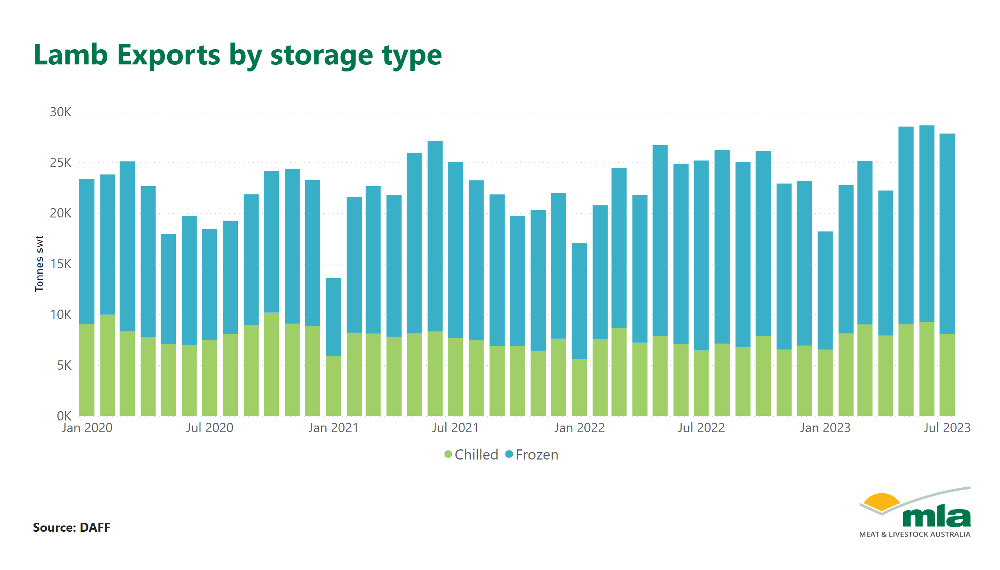 Lamb Exports by storage type
30K
25K
20K
15K
10K
5K
0K
Tonnes swt
Jan 2020 Jul 2020 Jan 2021 Jul 2021 Jan 2022 Jul 2022 Jan 2023 Jul 2023
Chilled Frozen
Source: DAFF
mla
MEAT & LIVESTOCK AUSTRALIA